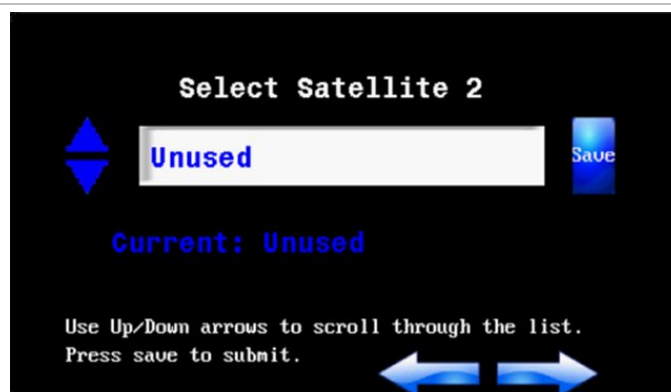 Select Satellite 2
Unused
Save
Current: Unused
Use Up/Down arrows to scroll through the list.
Press save to submit.